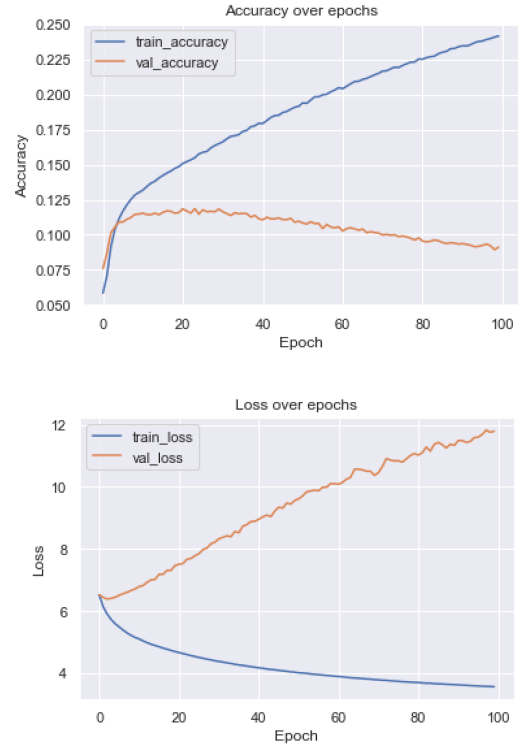 Accuracy over epochs
0.250
0.225
0.200
0.175
0.150
0.125
0.100
0.075
0.050
Accuracy
train_accuracy
val_accuracy
0 20 40 60 80 100
Epoch
Loss over epochs
12
10
8
6
4
Loss
train_loss
val_loss
0 20 40 60 80 100
Epoch